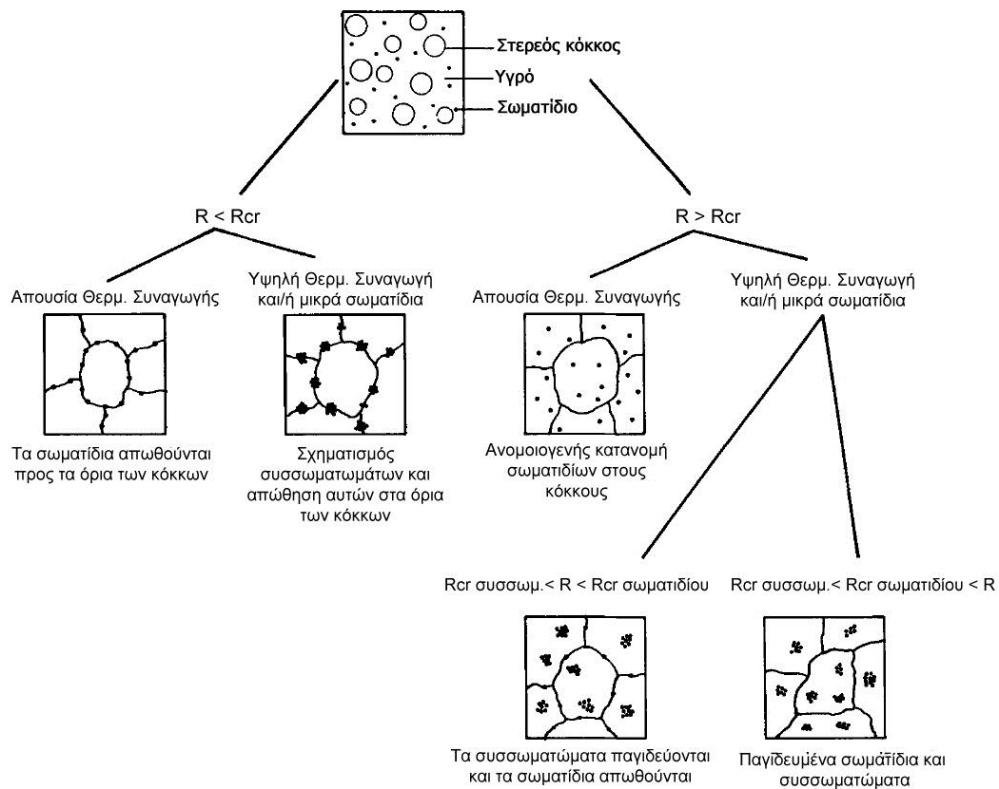 Στερεός κόκκος
Υγρό
Σωματίδιο
R < Rcr
R > Rcr
Απουσία Θερμ. Συναγωγής
Υψηλή Θερμ. Συναγωγή
και/ή μικρά σωματίδια
Απουσία Θερμ. Συναγωγής
Υψηλή Θερμ. Συναγωγή
και/ή μικρά σωματίδια
Τα σωματίδια απωθούνται
προς τα όρια των κόκκων
Σχηματισμός
συσσωματωμάτων και
απώθηση αυτών στα όρια
των κόκκων
Ανομοιογενής κατανομή
σωματιδίων στους
κόκκους
Rcr συσσωμ.< R < Rcr σωματιδίου
Rcr συσσωμ.< Rcr σωματιδίου < R
Τα συσσωματώματα παγιδεύονται
και τα σωματίδια απωθούνται
Παγιδευμένα σωματίδια και
συσσωματώματα